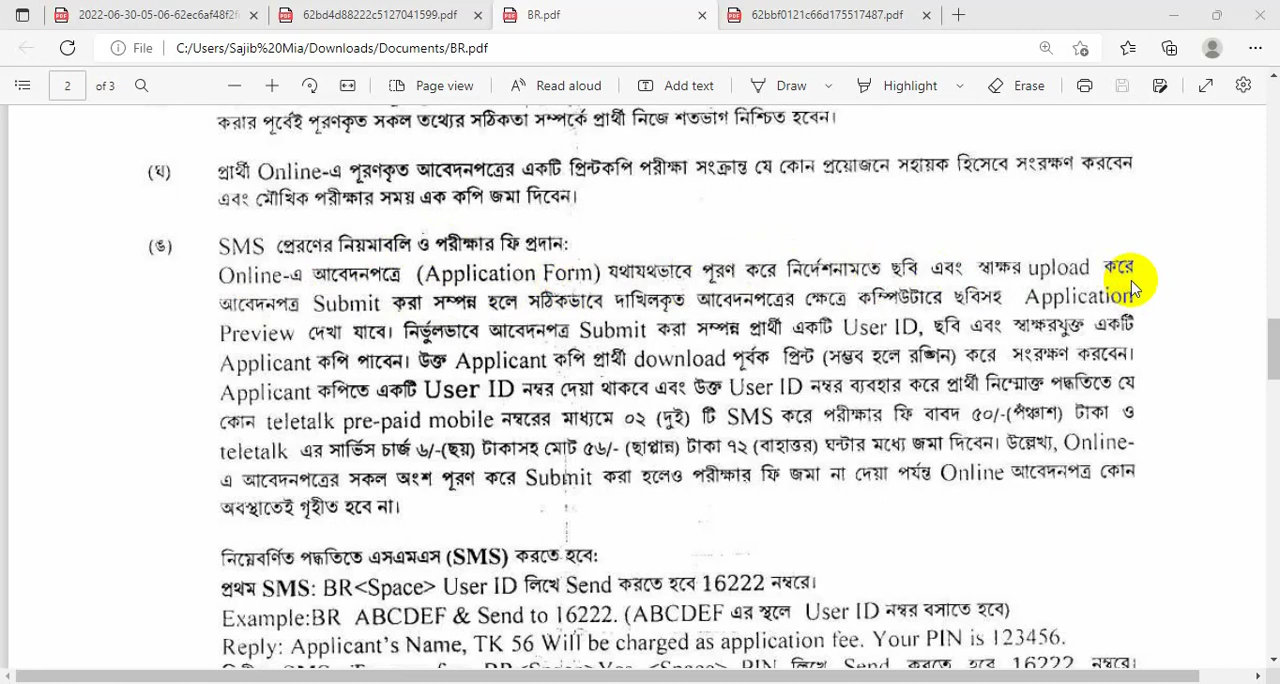 2022-06-30-05-06-62ec6af48f2f
62bd4d88222c5127041599.pdf
BR.pdf
62bbf0121c66d175517487.pdf
File
C:/Users/Sajib%20Mia/Downloads/Documents/BR.pdf
2 of 3
Page view
Read aloud
Add text
Draw
Highlight
Erase
করার পূর্বেই পূরণকৃত সকল তথ্যের সঠিকতা সম্পর্কে প্রার্থী নিজে শতভাগ নিশ্চিত হবেন।
(ঘ) প্রার্থী Online-এ পূরণকৃত আবেদনপত্রের একটি প্রিন্টকপি পরীক্ষা সংক্রান্ত যে কোন প্রয়োজনে সহায়ক হিসেবে সংরক্ষণ করবেন
এবং মৌখিক পরীক্ষার সময় এক কপি জমা দিবেন।
(ঙ) SMS প্রেরণের নিয়মাবলি ও পরীক্ষার ফি প্রদান:
Online-এ আবেদনপত্রে (Application Form) যথাযথভাবে পূরণ করে নির্দেশনামতে ছবি এবং স্বাক্ষর upload করে
আবেদনপত্র Submit করা সম্পন্ন হলে সঠিকভাবে দাখিলকৃত আবেদনপত্রের ক্ষেত্রে কম্পিউটারে ছবিসহ Application
Preview দেখা যাবে। নির্ভুলভাবে আবেদনপত্র Submit করা সম্পন্ন প্রার্থী একটি User ID, ছবি এবং স্বাক্ষরযুক্ত একটি
Applicant কপি পাবেন। উক্ত Applicant কপি প্রার্থী download পূর্বক প্রিন্ট (সম্ভব হলে রঙ্গিন) করে সংরক্ষণ করবেন।
Applicant কপিতে একটি User ID নম্বর দেয়া থাকবে এবং উক্ত User ID নম্বর ব্যবহার করে প্রার্থী নিম্মোক্ত পদ্ধতিতে যে
কোন teletalk pre-paid mobile নম্বরের মাধ্যমে ০২ (দুই) টি SMS করে পরীক্ষার ফি বাবদ ৫০/-(পঁঞ্চাশ) টাকা ও
teletalk এর সার্ভিস চার্জ ৬/-(ছয়) টাকাসহ মোট ৫৬/- (ছাপ্পান্ন) টাকা ৭২ (বাহাত্তর) ঘন্টার মধ্যে জমা দিবেন। উল্লেখ্য, Online-
এ আবেদনপত্রের সকল অংশ পূরণ করে Submit করা হলেও পরীক্ষার ফি জমা না দেয়া পর্যন্ত Online আবেদনপত্র কোন
অবস্থাতেই গৃহীত হবে না।
নিম্নেবর্ণিত পদ্ধতিতে এসএমএস (SMS) করতে হবে:
প্রথম SMS: BR<Space> User ID লিখে Send করতে হবে 16222 নম্বরে।
Example:BR ABCDEF & Send to 16222. (ABCDEF এর স্থলে User ID নম্বর বসাতে হবে)
Reply: Applicant's Name, TK 56 Will be charged as application fee. Your PIN is 123456.
BR <Space>Yes <Space> PIN লিখে Send করতে হবে 16222 নম্বরে।